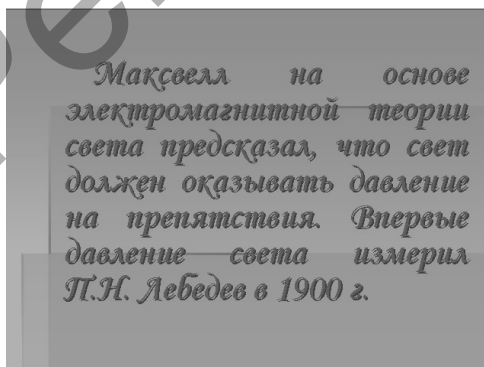 Максвелл на основе
электромагнитной теории
света предсказал, что свет
должен оказывать давление
на препятствия. Впервые
давление света измерил
П.Н. Лебедев в 1900 г.